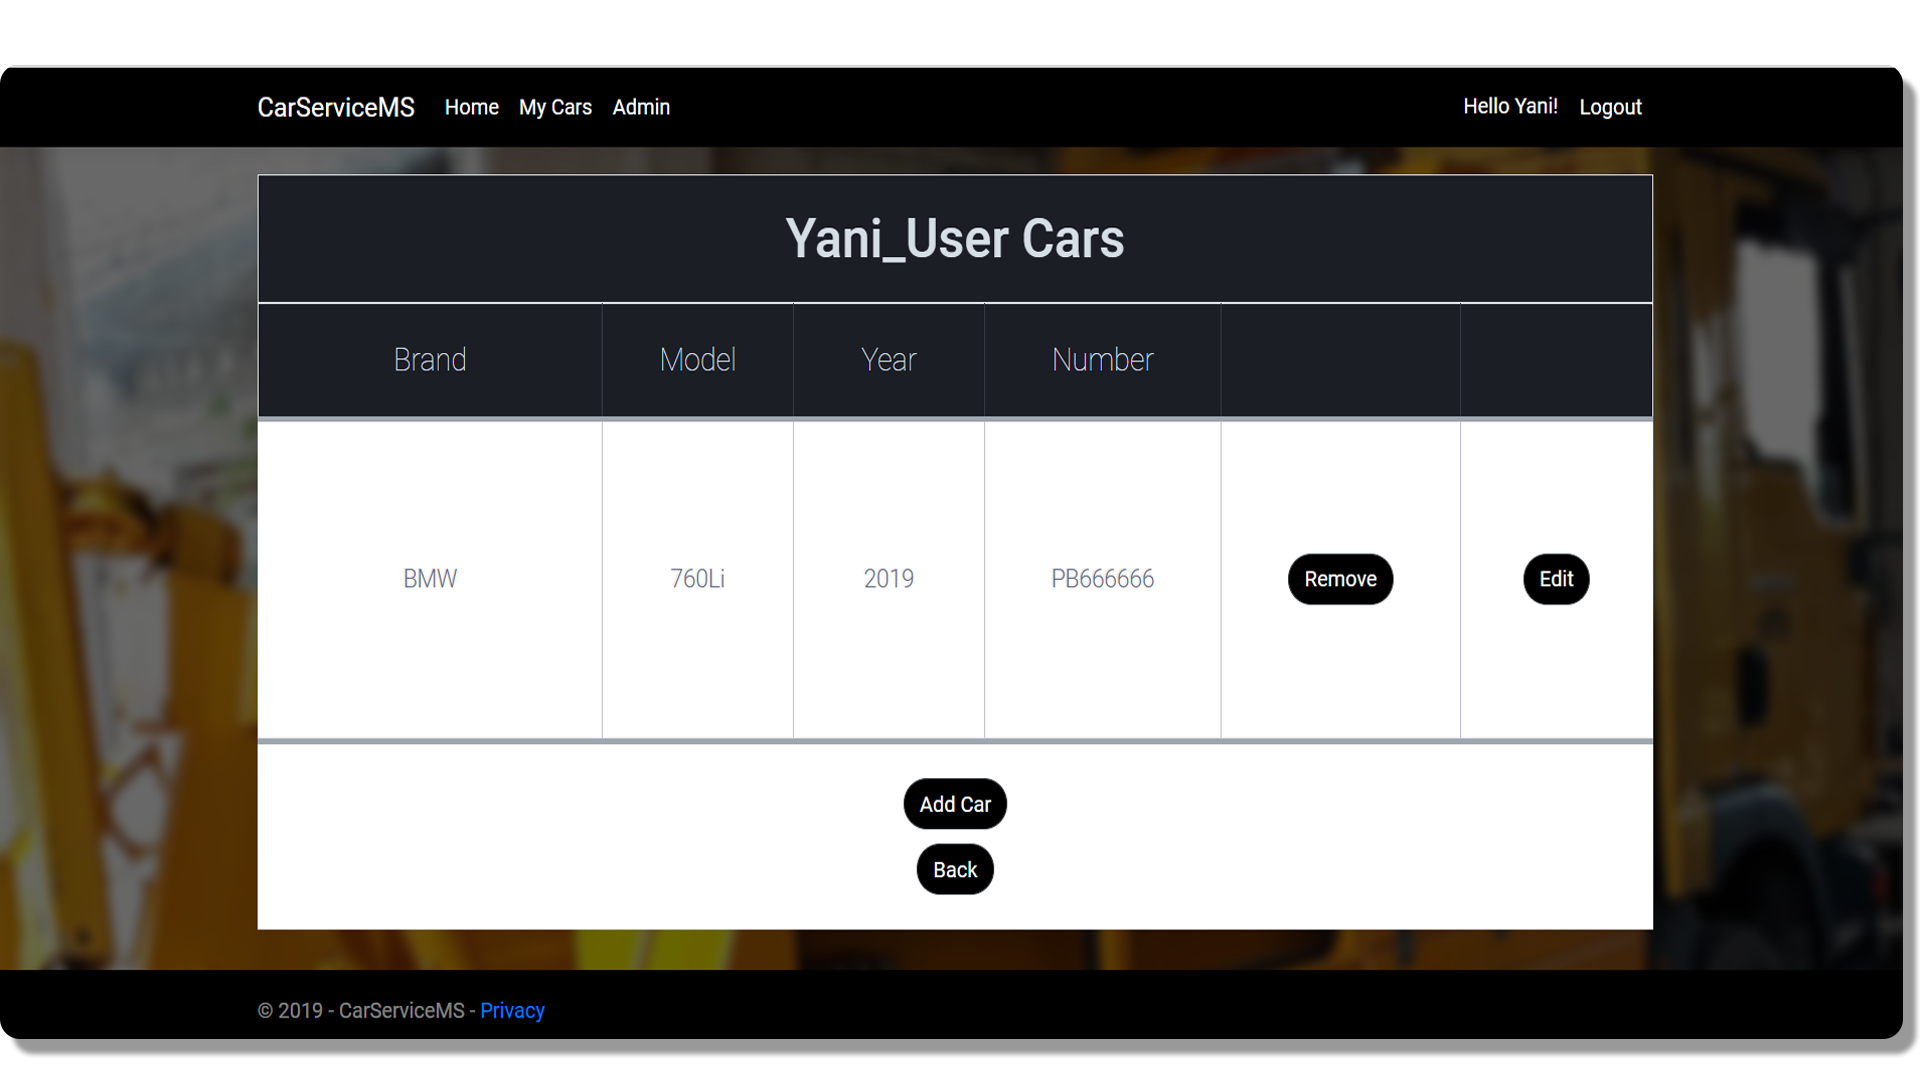 CarServiceMS Home My Cars Admin Hello Yani! Logout
Yani_User Cars
Brand Model Year Number
BMW 760Li 2019 PB666666 Remove Edit
Add Car
Back
© 2019 - CarServiceMS - Privacy